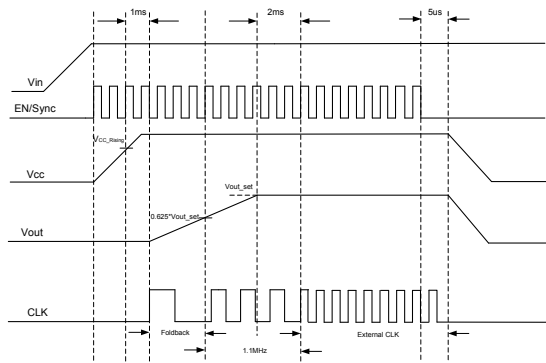 1ms
2ms
5us
Vin
EN/Sync
VCC_Rising
Vcc
Vout_set
0.625*Vout_set
Vout
CLK
Foldback
External CLK
1.1MHz